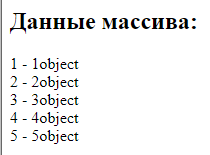 Данные массива:
1 - 1object
2 - 2object
3 - 3object
4 - 4object
5 - 5object